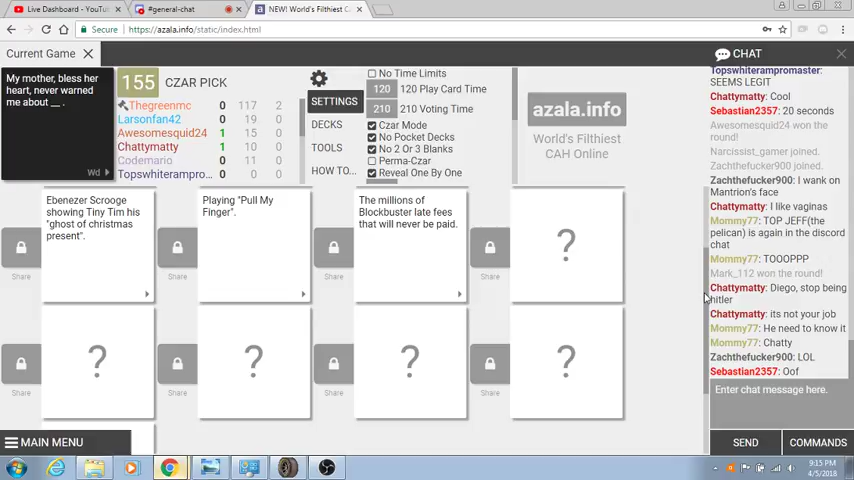 Live Dashboard - YouTub
#general-chat
NEW! World's Filthiest C
Secure | https://azala.info/static/index.html
Current Game
CHAT
My mother, bless her
heart, never warned
me about __ .
Wd
155
CZAR PICK
Thegreenmc 0 117 2
Larsonfan42 0 19 0
Awesomesquid24 1 15 0
Chattymatty 1 10 0
Codemario 0 11 0
Topswhiterampro... 0 2 0
SETTINGS
DECKS
TOOLS
HOW TO...
No Time Limits
120 120 Play Card Time
210 210 Voting Time
Czar Mode
No Pocket Decks
No 2 Or 3 Blanks
Perma-Czar
Reveal One By One
azala.info
World's Filthiest
CAH Online
Ebenezer Scrooge
showing Tiny Tim his
"ghost of christmas
present".
Playing "Pull My
Finger".
The millions of
Blockbuster late fees
that will never be paid.
?
Share
Share
Share
Share
?
?
?
?
Share
Share
Share
Share
Topswhiterampromaster:
SEEMS LEGIT
Chattymatty: Cool
Sebastian2357: 20 seconds
Awesomesquid24 won the
round!
Narcissist_gamer joined.
Zachthefucker900 joined.
Zachthefucker900: I wank on
Mantrion's face
Chattymatty: I like vaginas
Mommy77: TOP JEFF(the
pelican) is again in the discord
chat
Mommy77: TOOOPPP
Mark_112 won the round!
Chattymatty: Diego, stop being
hitler
Chattymatty: its not your job
Mommy77: He need to know it
Mommy77: Chatty
Zachthefucker900: LOL
Sebastian2357: Oof
Enter chat message here.
MAIN MENU
SEND
COMMANDS
9:15 PM
4/5/2018